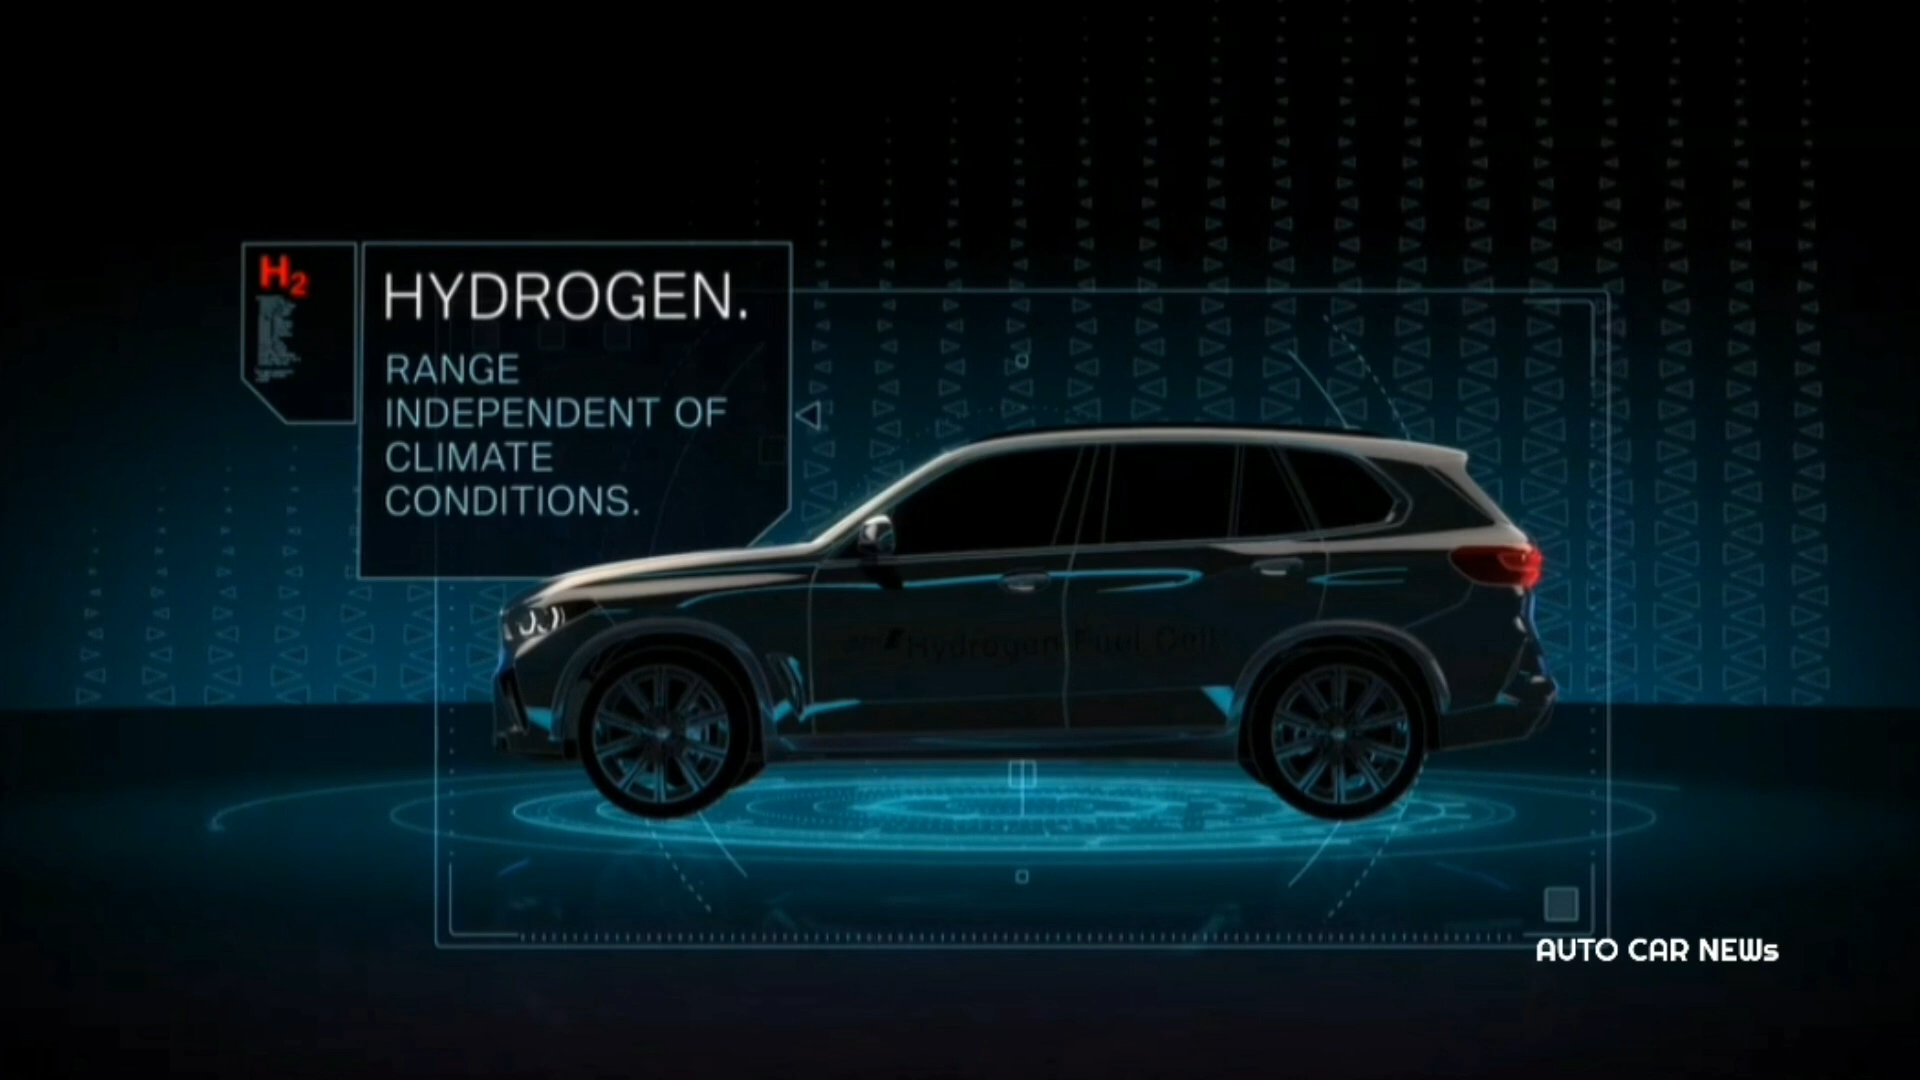 H2
HYDROGEN.
RANGE
INDEPENDENT OF
CLIMATE
CONDITIONS.
Hydrogen Fuel Cell
AUTO CAR NEWs